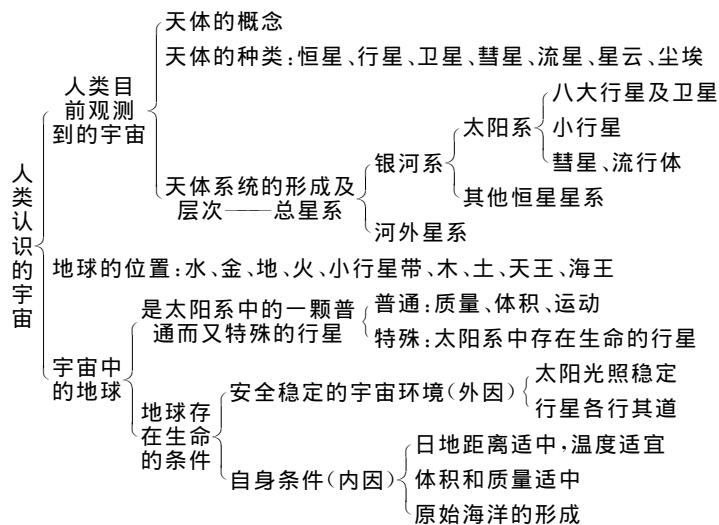 天体的概念
天体的种类:恒星、行星、卫星、彗星、流星、星云、尘埃
人类目
前观测
到的宇宙
八大行星及卫星
太阳系
小行星
彗星、流行体
银河系
其他恒星星系
天体系统的形成及
层次——总星系
河外星系
人类认识的宇宙
地球的位置:水、金、地、火、小行星带、木、土、天王、海王
是太阳系中的一颗普
通而又特殊的行星
普通:质量、体积、运动
特殊:太阳系中存在生命的行星
宇宙中
的地球
安全稳定的宇宙环境(外因)
太阳光照稳定
行星各行其道
地球存
在生命
的条件
自身条件(内因)
日地距离适中,温度适宜
体积和质量适中
原始海洋的形成